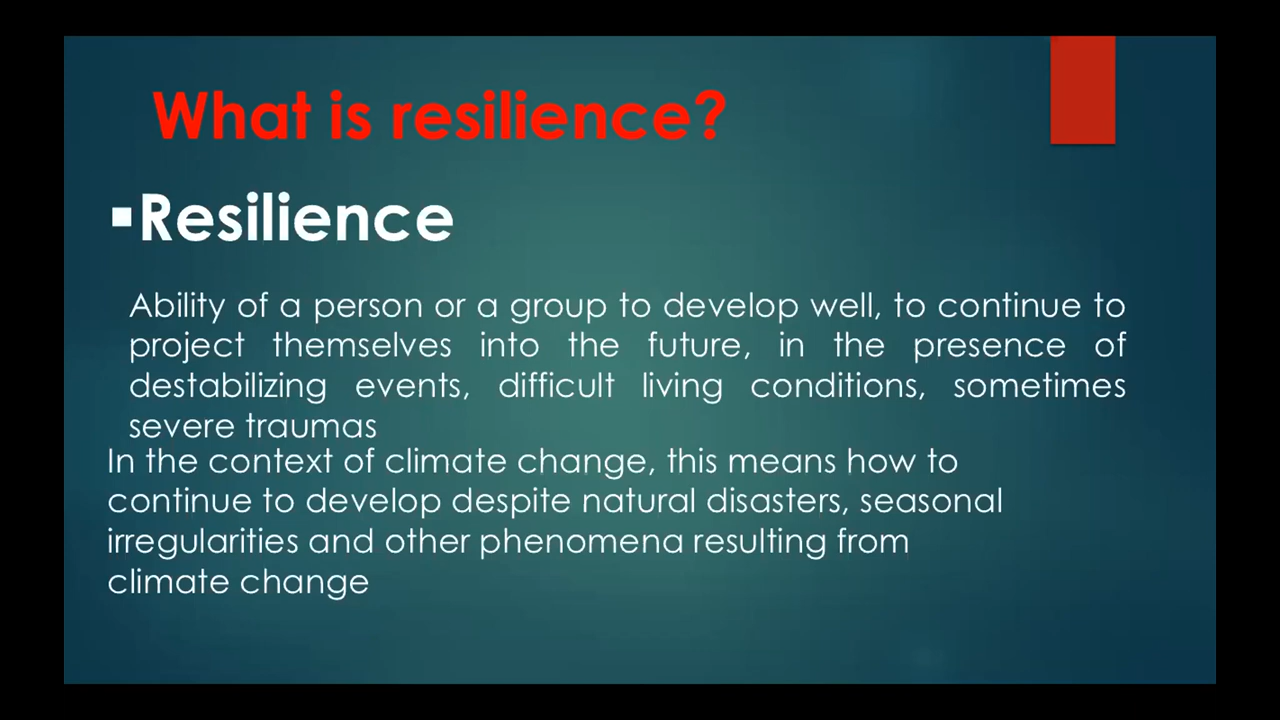 What is resilience?
▪Resilience
Ability of a person or a group to develop well, to continue to
project themselves into the future, in the presence of
destabilizing events, difficult living conditions, sometimes
severe traumas
In the context of climate change, this means how to
continue to develop despite natural disasters, seasonal
irregularities and other phenomena resulting from
climate change